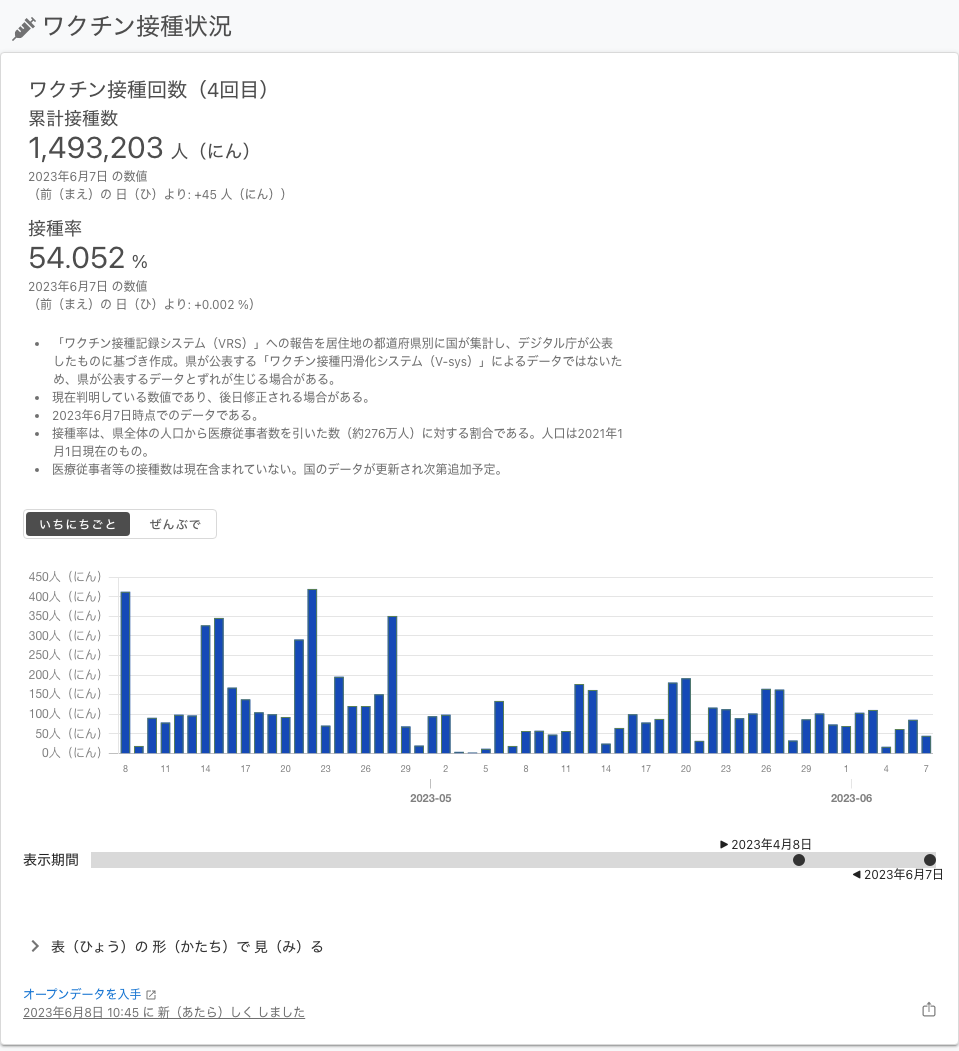 ワクチン接種状況
ワクチン接種回数（4回目）
累計接種数
1,493,203 人（にん）
2023年6月7日 の数値
（前（まえ）の 日（ひ）より: +45 人（にん））
接種率
54.052 %
2023年6月7日 の数値
（前（まえ）の 日（ひ）より: +0.002 %）
• 「ワクチン接種記録システム（VRS）」への報告を居住地の都道府県別に国が集計し、デジタル庁が公表
したものに基づき作成。県が公表する「ワクチン接種円滑化システム（V-sys）」によるデータではないた
め、県が公表するデータとずれが生じる場合がある。
• 現在判明している数値であり、後日修正される場合がある。
• 2023年6月7日時点でのデータである。
• 接種率は、県全体の人口から医療従事者数を引いた数（約276万人）に対する割合である。人口は2021年1
月1日現在のもの。
• 医療従事者等の接種数は現在含まれていない。国のデータが更新され次第追加予定。
いちにちごと ぜんぶで
450人（にん）
400人（にん）
350人（にん）
300人（にん）
250人（にん）
200人（にん）
150人（にん）
100人（にん）
50人（にん）
0人（にん）
8 11 14 17 20 23 26 29 2 5 8 11 14 17 20 23 26 29 1 4 7
2023-05 2023-06
2023年4月8日
表示期間
2023年6月7日
表（ひょう）の 形（かたち）で 見（み）る
オープンデータを入手
2023年6月8日 10:45 に 新（あたら）しく しました